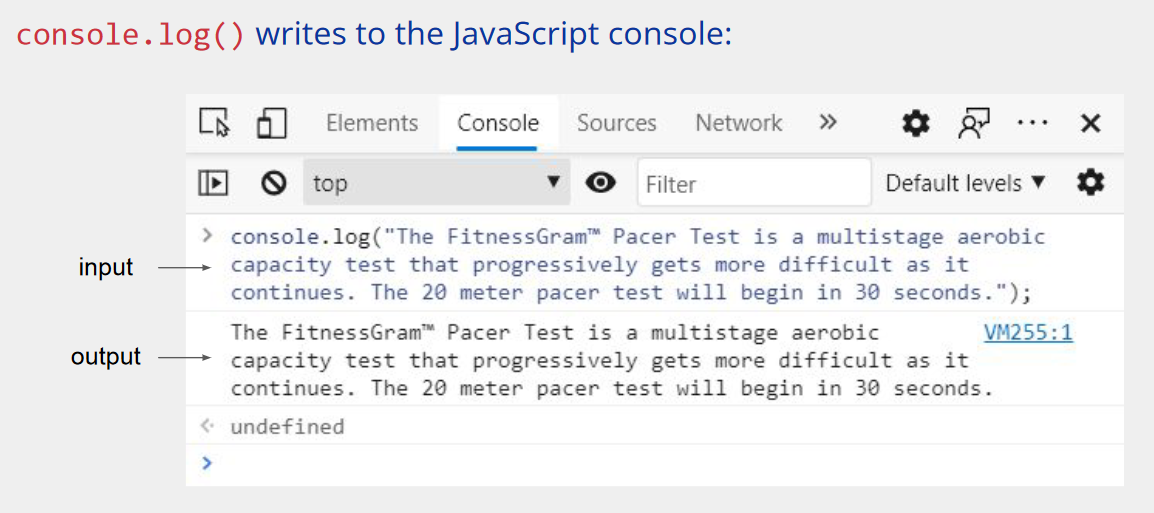 console.log() writes to the JavaScript console:
Elements Console Sources Network »
top Filter Default levels
> console.log("The FitnessGram™ Pacer Test is a multistage aerobic
input capacity test that progressively gets more difficult as it
continues. The 20 meter pacer test will begin in 30 seconds.");
The FitnessGram™ Pacer Test is a multistage aerobic VM255:1
output capacity test that progressively gets more difficult as it
continues. The 20 meter pacer test will begin in 30 seconds.
undefined
>